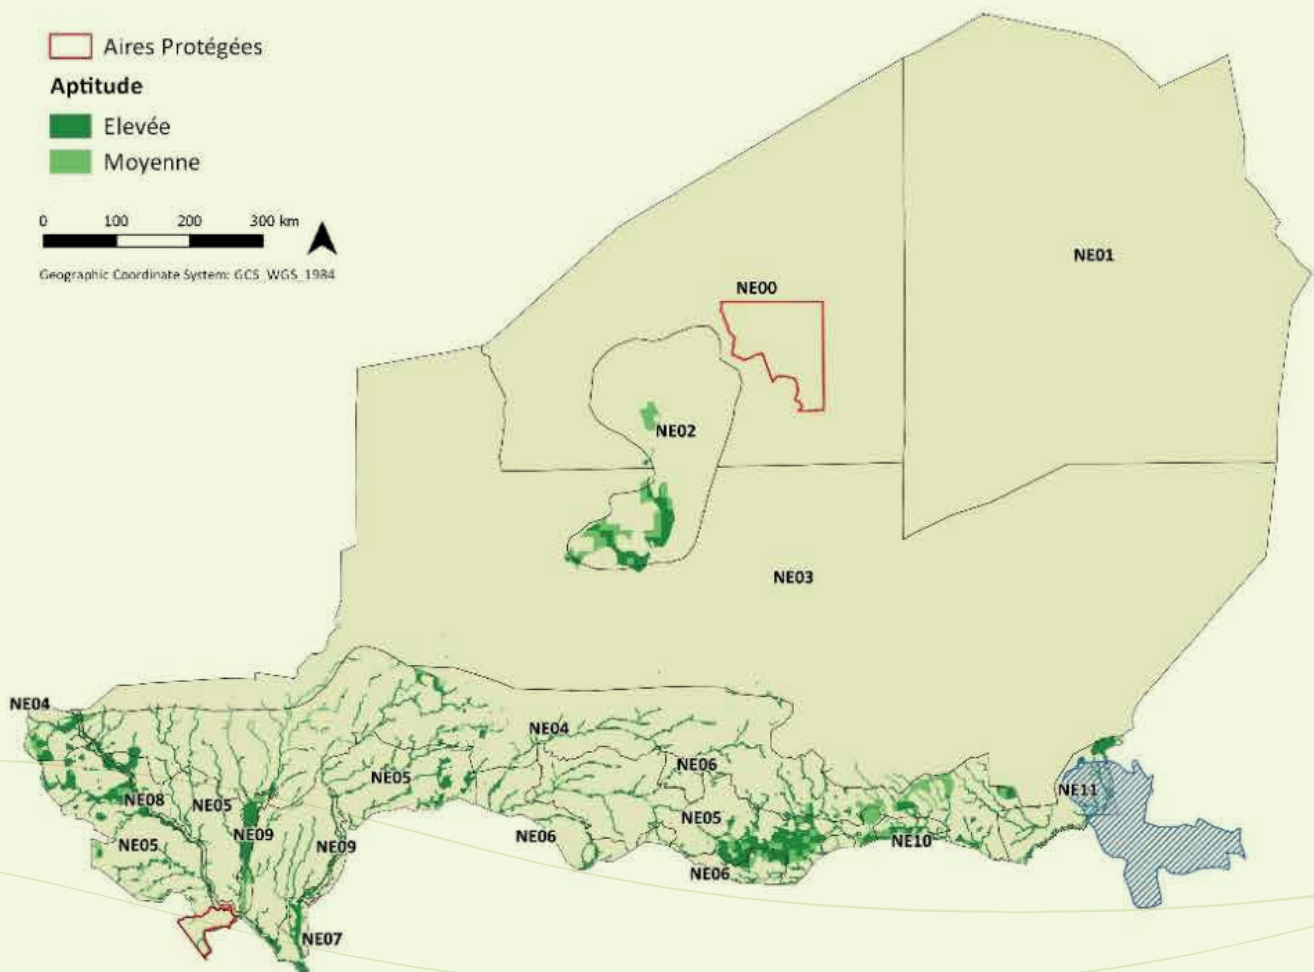 Aires Protégées
Aptitude
Elevée
Moyenne
0 100 200 300 km
Geographic Coordinate System: GCS_WGS_1984
NE01
NE00
NE02
NE03
NE04
NE04
NE06
NE05
NE11
NE08
NE05
NE05
NE09
NE06
NE10
NE05
NE09
NE06
NE07